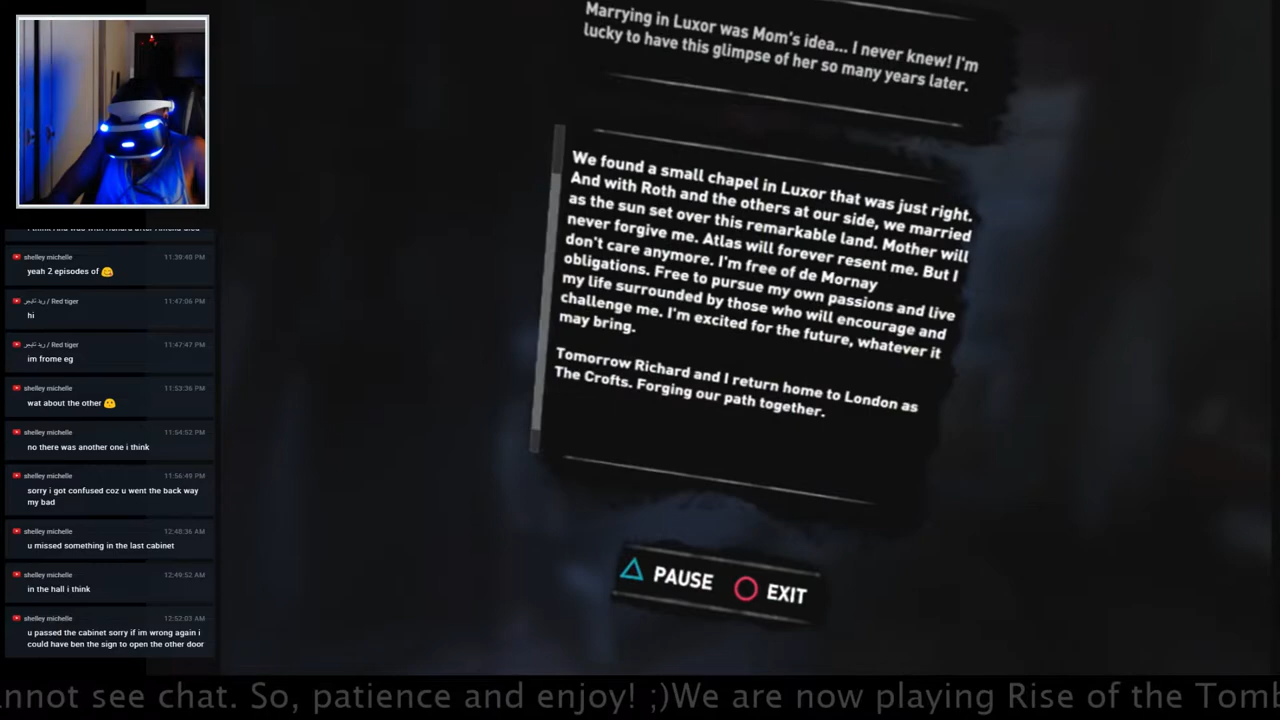 shelley michelle 11:39:40 PM
yeah 2 episodes of 🤗
ريد تايجر / Red tiger 11:47:06 PM
hi
ريد تايجر / Red tiger 11:47:47 PM
im frome eg
shelley michelle 11:53:36 PM
wat about the other
shelley michelle 11:54:52 PM
no there was another one i think
shelley michelle 11:56:49 PM
sorry i got confused coz u went the back way
my bad
shelley michelle 12:48:36 AM
u missed something in the last cabinet
shelley michelle 12:49:52 AM
in the hall i think
shelley michelle 12:52:03 AM
u passed the cabinet sorry if im wrong again i
could have ben the sign to open the other door
Marrying in Luxor was Mom's idea... I never knew! I'm
lucky to have this glimpse of her so many years later.
We found a small chapel in Luxor that was just right.
And with Roth and the others at our side, we married
as the sun set over this remarkable land. Mother will
never forgive me. Atlas will forever resent me. But I
don't care anymore. I'm free of de Mornay
obligations. Free to pursue my own passions and live
my life surrounded by those who will encourage and
challenge me. I'm excited for the future, whatever it
may bring.
Tomorrow Richard and I return home to London as
The Crofts. Forging our path together.
PAUSE EXIT
nnot see chat. So, patience and enjoy! ;)We are now playing Rise of the Tomb